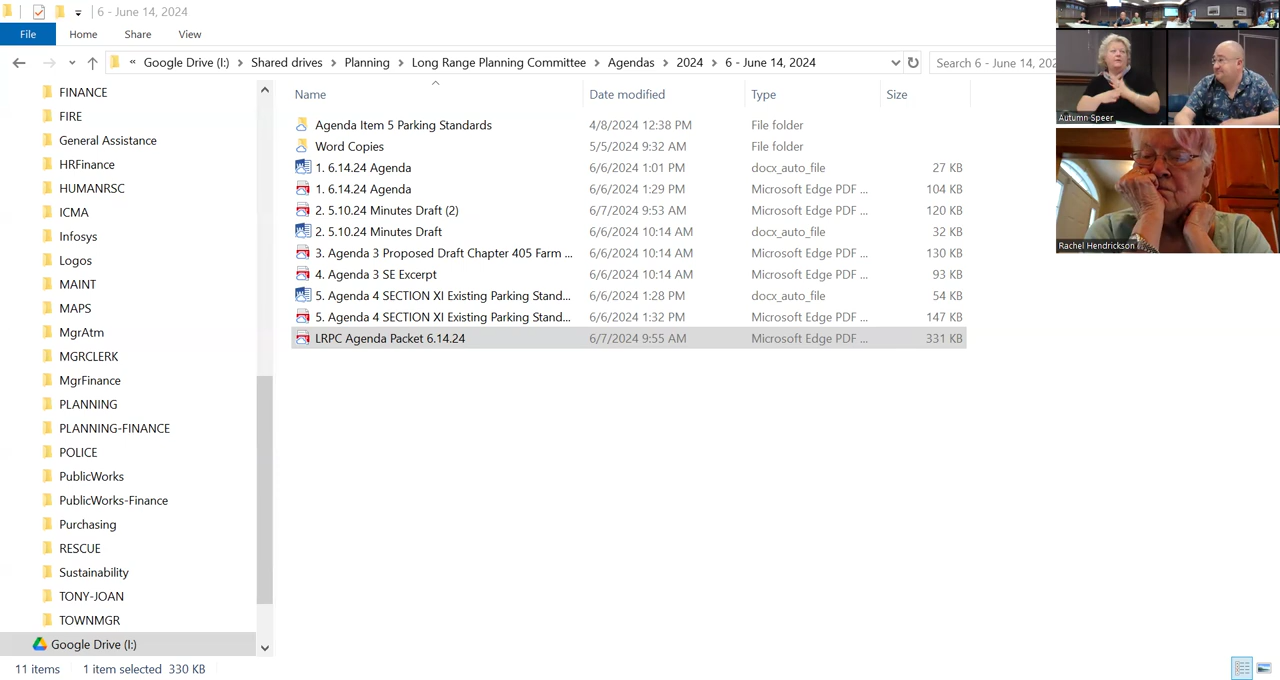 6 - June 14, 2024
File Home Share View
« Google Drive (I:) > Shared drives > Planning > Long Range Planning Committee > Agendas > 2024 > 6 - June 14, 2024
Search 6 - June 14, 202
Name Date modified Type Size
FINANCE
FIRE
General Assistance
HRFinance
HUMANRSC
ICMA
Infosys
Logos
MAINT
MAPS
MgrAtm
MGRCLERK
MgrFinance
PLANNING
PLANNING-FINANCE
POLICE
PublicWorks
PublicWorks-Finance
Purchasing
RESCUE
Sustainability
TONY-JOAN
TOWNMGR
Google Drive (I:)
Agenda Item 5 Parking Standards 4/8/2024 12:38 PM File folder
Word Copies 5/5/2024 9:32 AM File folder
1. 6.14.24 Agenda 6/6/2024 1:01 PM docx_auto_file 27 KB
1. 6.14.24 Agenda 6/6/2024 1:29 PM Microsoft Edge PDF ... 104 KB
2. 5.10.24 Minutes Draft (2) 6/7/2024 9:53 AM Microsoft Edge PDF ... 120 KB
2. 5.10.24 Minutes Draft 6/6/2024 10:14 AM docx_auto_file 32 KB
3. Agenda 3 Proposed Draft Chapter 405 Farm ... 6/6/2024 10:14 AM Microsoft Edge PDF ... 130 KB
4. Agenda 3 SE Excerpt 6/6/2024 10:14 AM Microsoft Edge PDF ... 93 KB
5. Agenda 4 SECTION XI Existing Parking Stand... 6/6/2024 1:28 PM docx_auto_file 54 KB
5. Agenda 4 SECTION XI Existing Parking Stand... 6/6/2024 1:32 PM Microsoft Edge PDF ... 147 KB
LRPC Agenda Packet 6.14.24 6/7/2024 9:55 AM Microsoft Edge PDF ... 331 KB
11 items 1 item selected 330 KB
Autumn Speer
Rachel Hendrickson